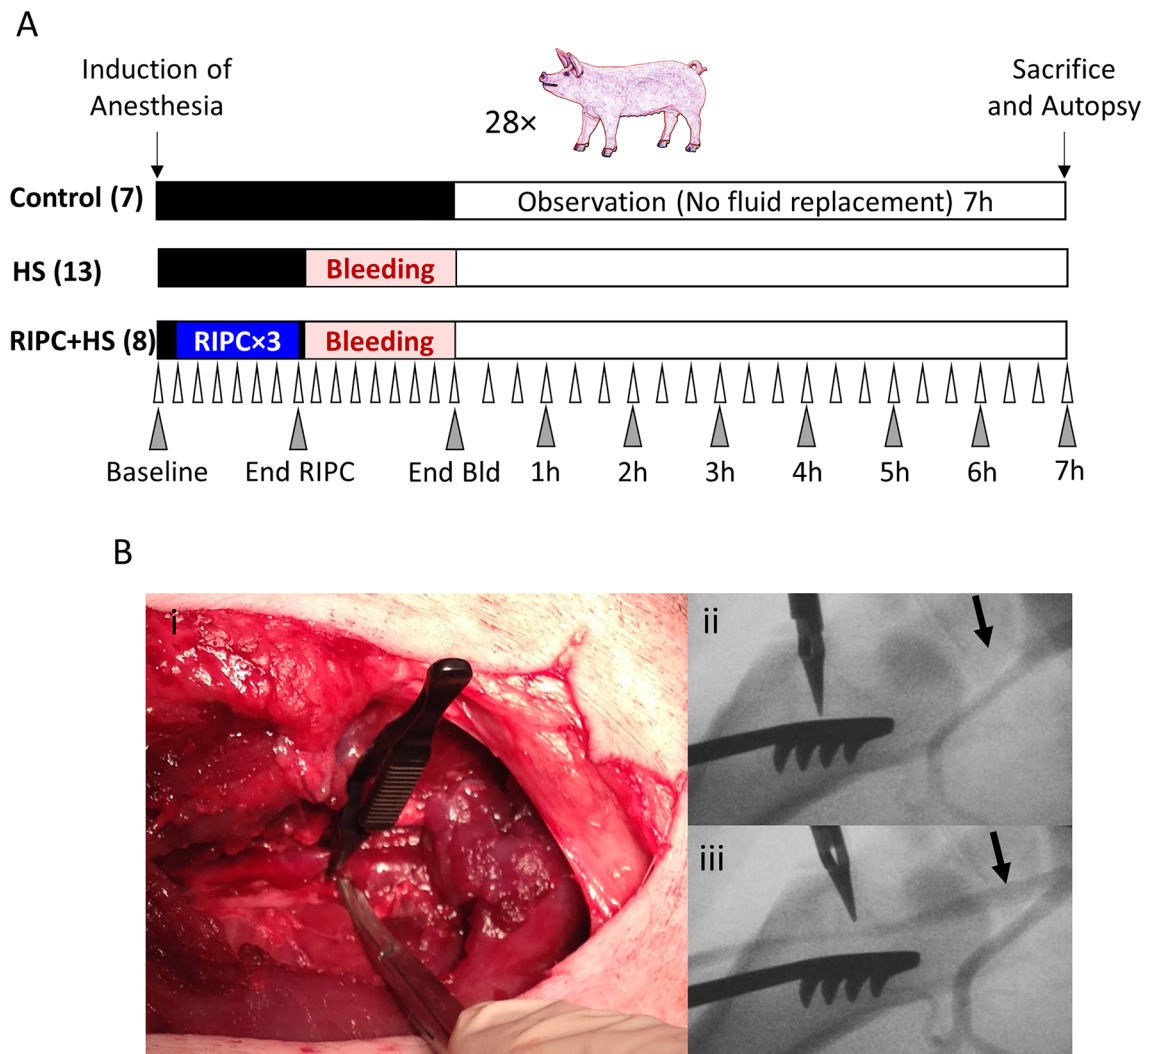 A
Induction of
Anesthesia
28×
Sacrifice
and Autopsy
Control (7)
Observation (No fluid replacement) 7h
HS (13)
Bleeding
RIPC+HS (8)
RIPC×3
Bleeding
Baseline
End RIPC
End Bld
1h
2h
3h
4h
5h
6h
7h
B
i
ii
iii